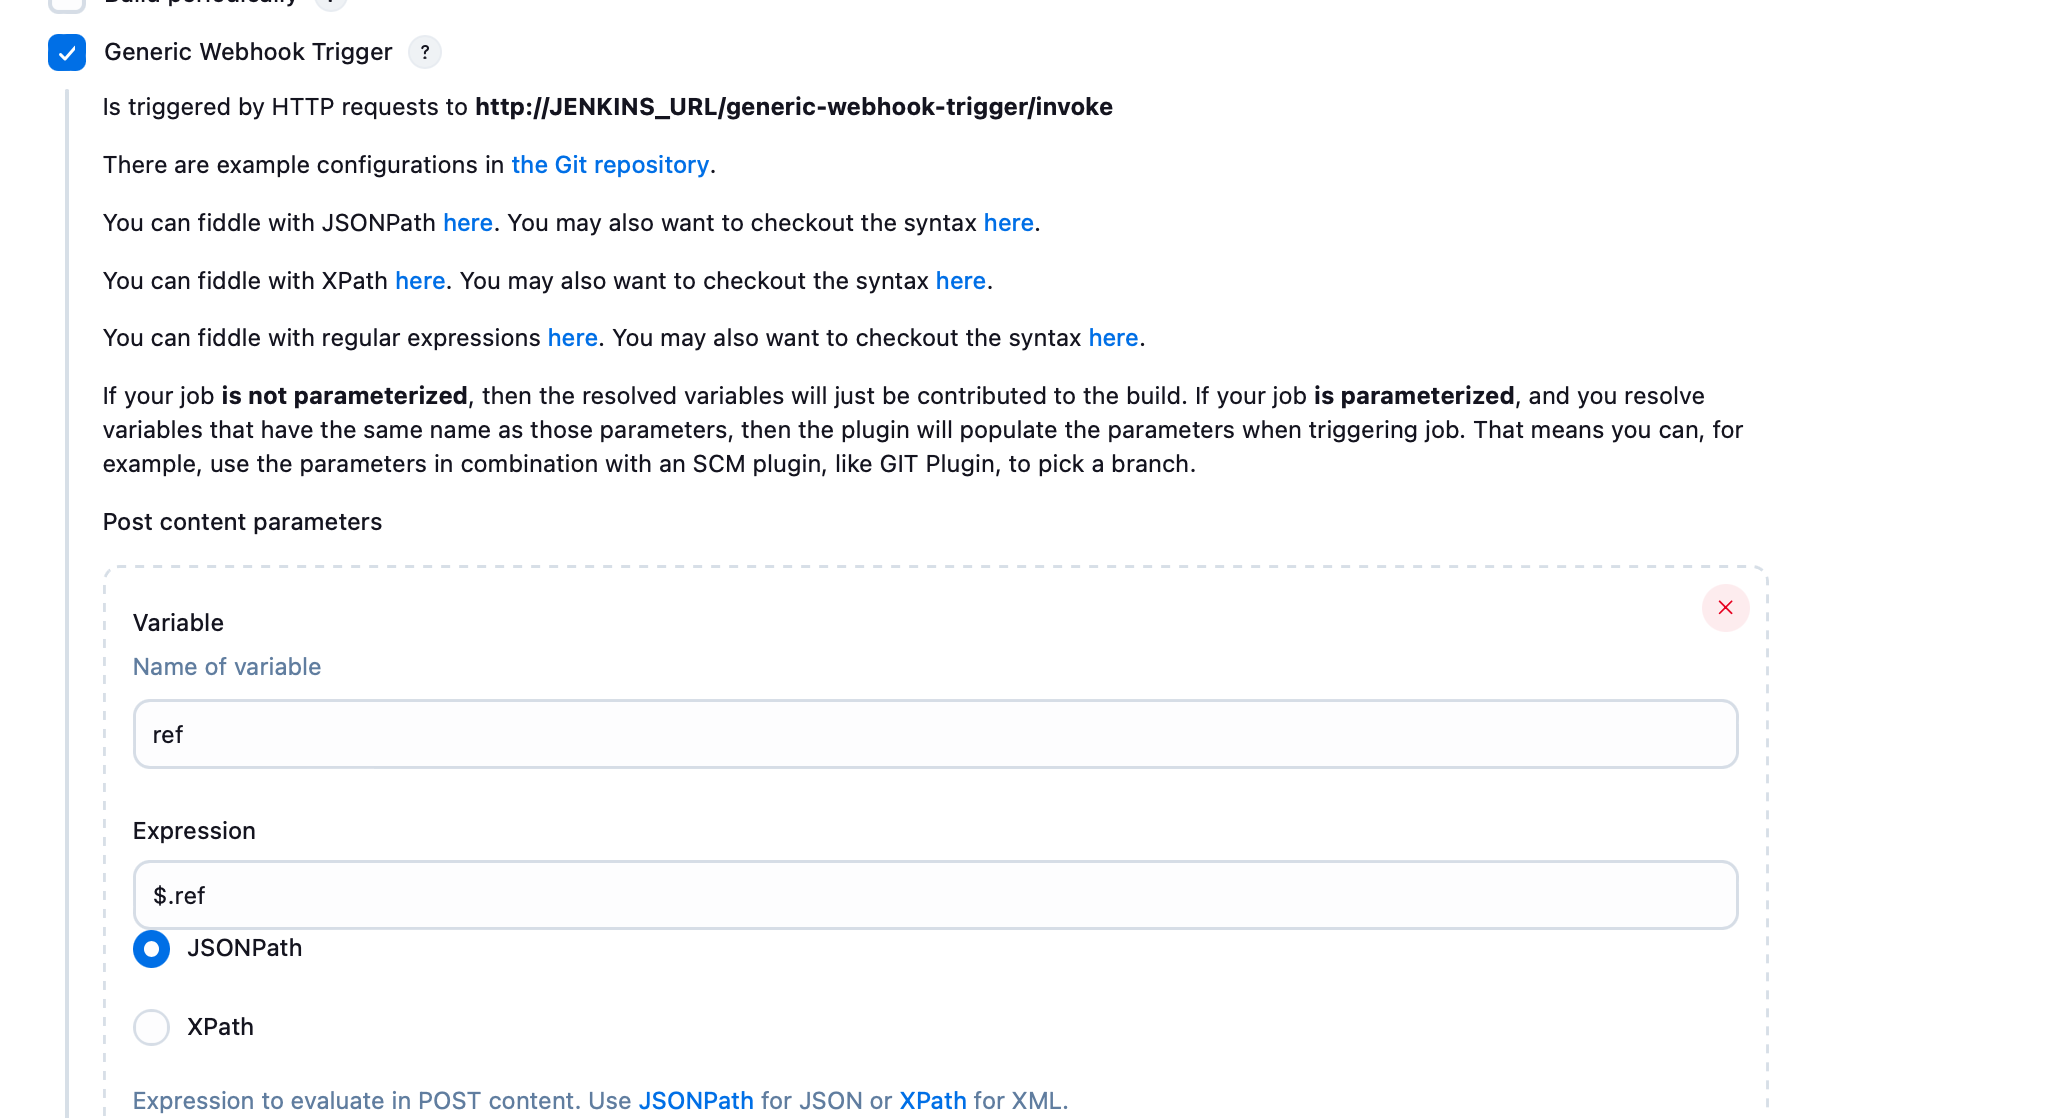 Build periodically ?
Generic Webhook Trigger ?
Is triggered by HTTP requests to http://JENKINS_URL/generic-webhook-trigger/invoke
There are example configurations in the Git repository.
You can fiddle with JSONPath here. You may also want to checkout the syntax here.
You can fiddle with XPath here. You may also want to checkout the syntax here.
You can fiddle with regular expressions here. You may also want to checkout the syntax here.
If your job is not parameterized, then the resolved variables will just be contributed to the build. If your job is parameterized, and you resolve
variables that have the same name as those parameters, then the plugin will populate the parameters when triggering job. That means you can, for
example, use the parameters in combination with an SCM plugin, like GIT Plugin, to pick a branch.
Post content parameters
Variable
Name of variable
ref
Expression
$.ref
JSONPath
XPath
Expression to evaluate in POST content. Use JSONPath for JSON or XPath for XML.